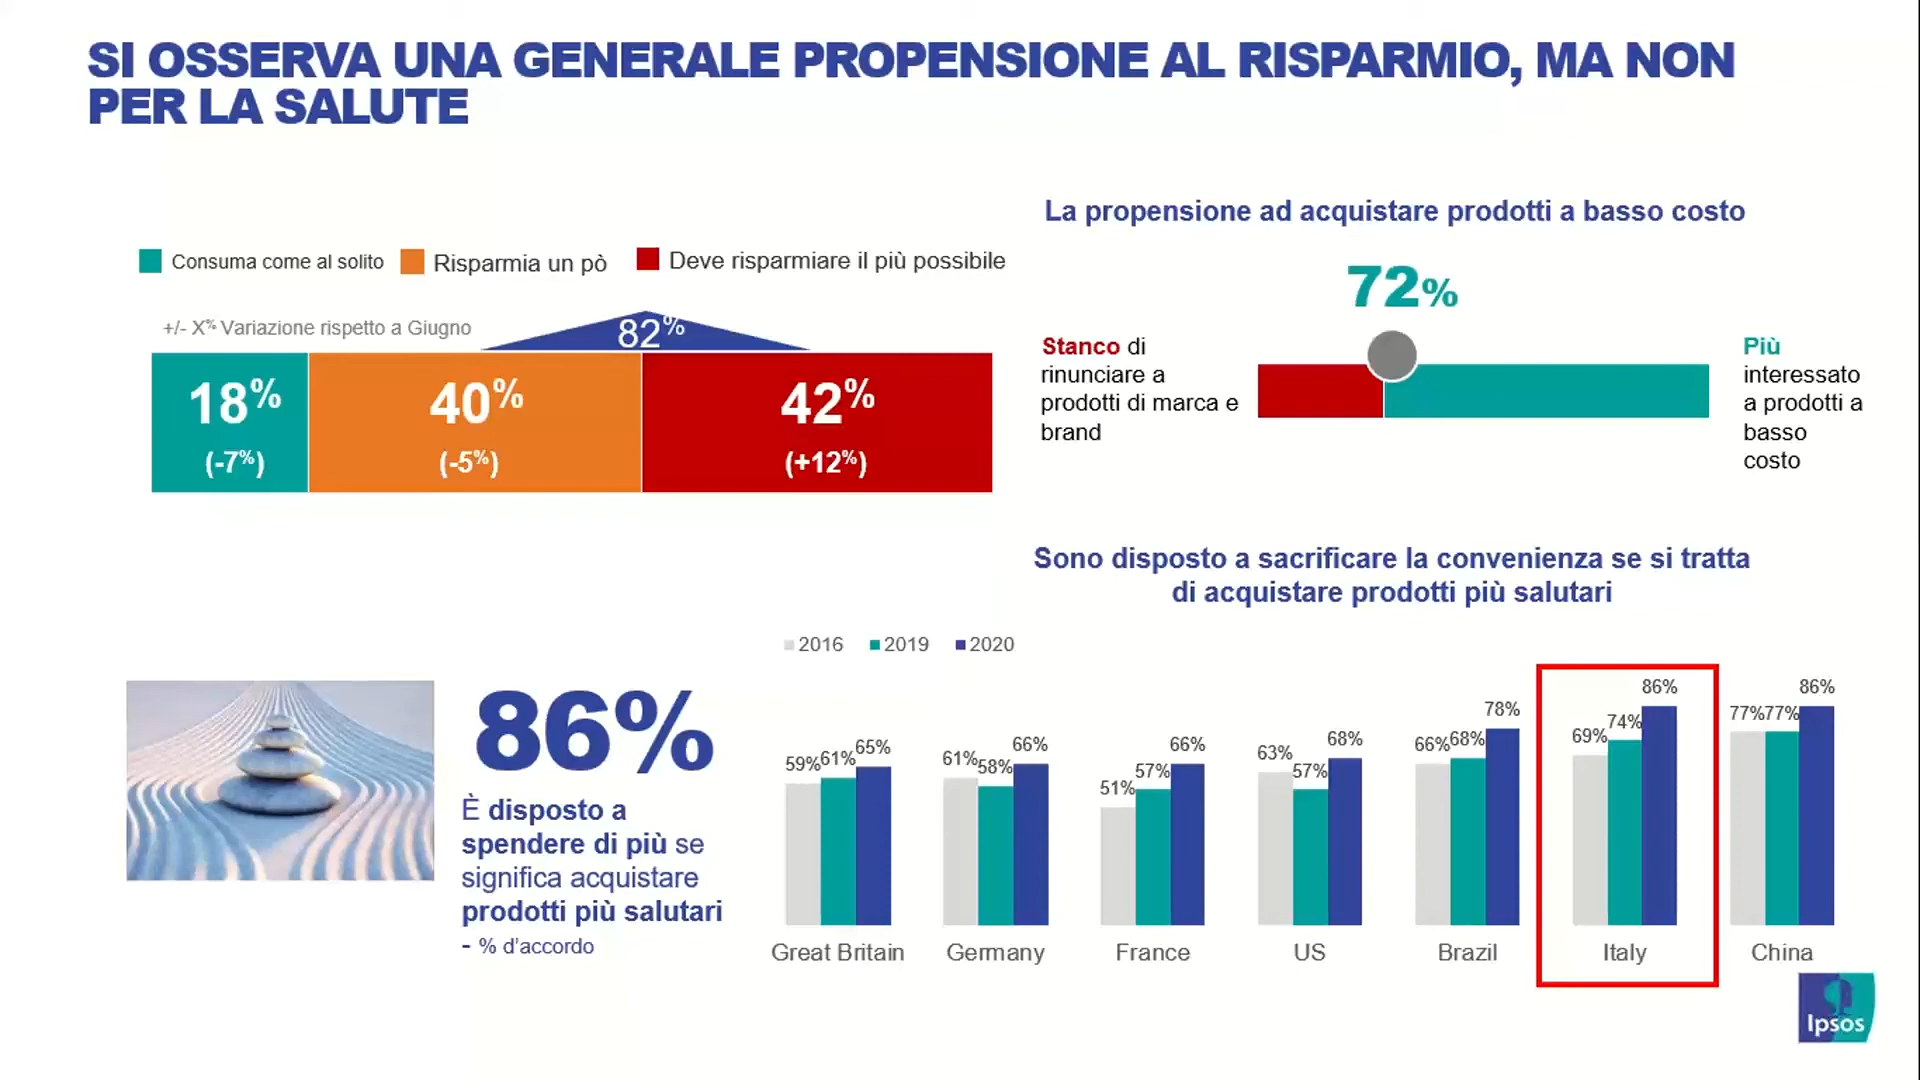 SI OSSERVA UNA GENERALE PROPENSIONE AL RISPARMIO, MA NON
PER LA SALUTE
Consuma come al solito
Risparmia un pò
Deve risparmiare il più possibile
+/- X% Variazione rispetto a Giugno
82%
18%
40%
42%
(-7%)
(-5%)
(+12%)
La propensione ad acquistare prodotti a basso costo
72%
Stanco di
rinunciare a
prodotti di marca e
brand
Più
interessato
a prodotti a
basso
costo
86%
È disposto a
spendere di più se
significa acquistare
prodotti più salutari
- % d'accordo
Sono disposto a sacrificare la convenienza se si tratta
di acquistare prodotti più salutari
2016 2019 2020
59% 61% 65%
61% 58% 66%
51% 57% 66%
63% 57% 68%
66% 68% 78%
69% 74% 86%
77% 77% 86%
Great Britain Germany France US Brazil Italy China
Ipsos